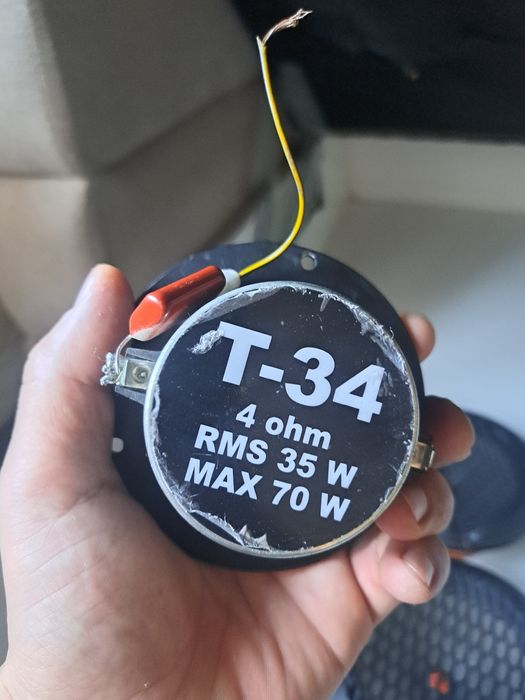 T-34
4 ohm
RMS 35 W
MAX 70 W